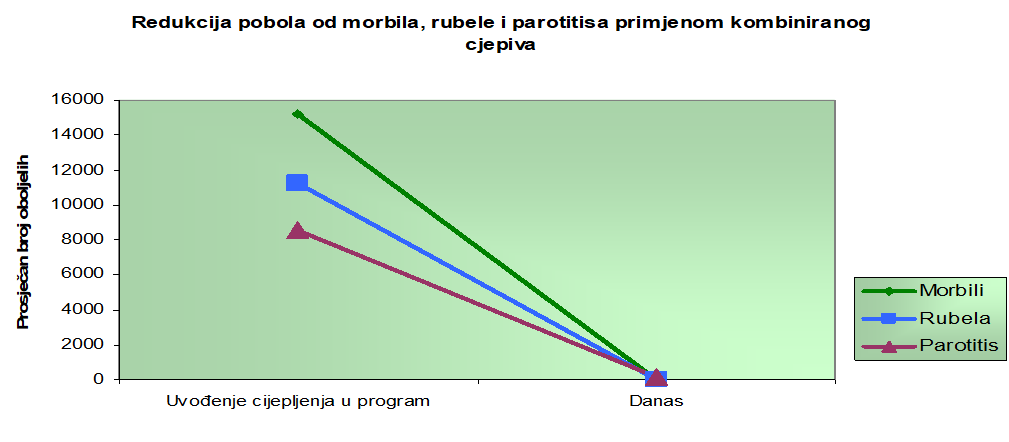 Redukcija pobola od morbila, rubele i parotitisa primjenom kombiniranog
cjepiva
Prosječan broj oboljelih
16000
14000
12000
10000
8000
6000
4000
2000
0
Uvođenje cijepljenja u program
Danas
Morbili
Rubela
Parotitis